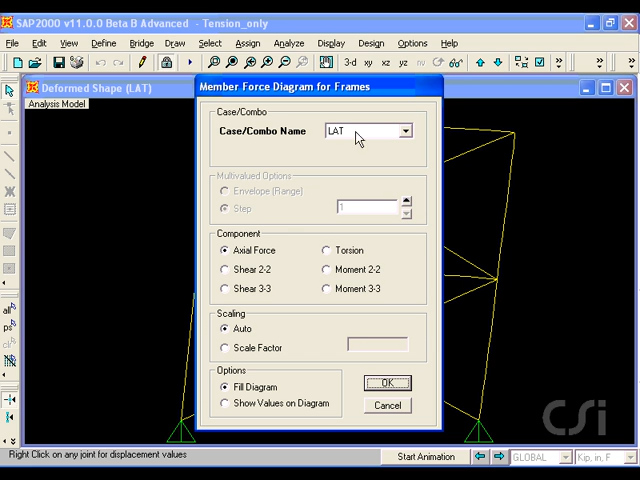 SAP2000 v11.0.0 Beta B Advanced - Tension_only
File Edit View Define Bridge Draw Select Assign Analyze Display Design Options Help
3-d xy xz yz nv
Deformed Shape (LAT)
Analysis Model
Member Force Diagram for Frames
Case/Combo
Case/Combo Name LAT
Multivalued Options
Envelope (Range)
Step 1
Component
Axial Force Torsion
Shear 2-2 Moment 2-2
Shear 3-3 Moment 3-3
Scaling
Auto
Scale Factor
Options
Fill Diagram
Show Values on Diagram
OK
Cancel
all
ps
clr
CSi
Right Click on any joint for displacement values
Start Animation
GLOBAL
Kip, in, F